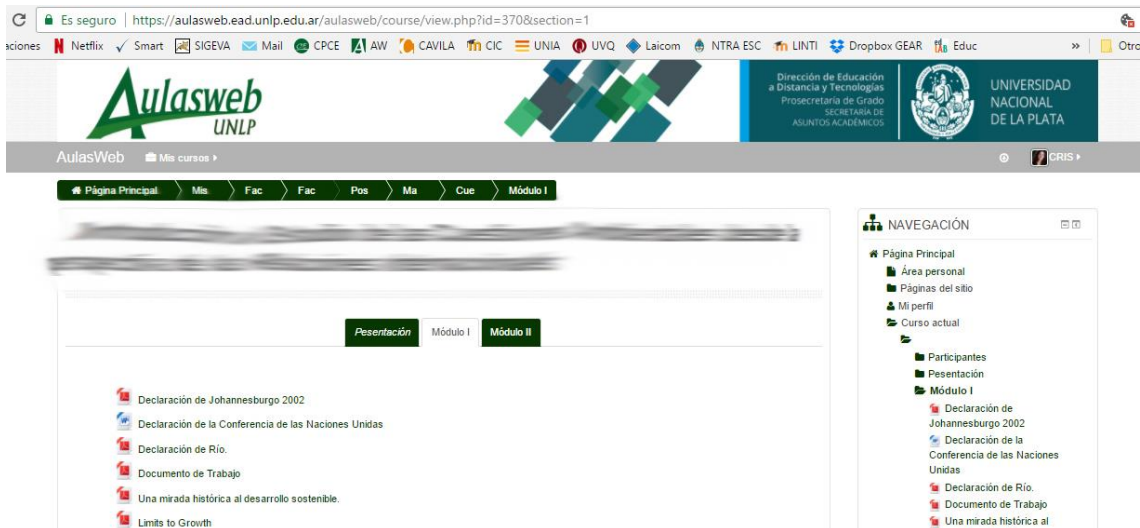 Es seguro | https://aulasweb.ead.unlp.edu.ar/aulasweb/course/view.php?id=370&section=1
aciones Netflix Smart SIGEVA Mail CPCE AW CAVILA CIC UNIA UVQ Laicom NTRA ESC LINTI Dropbox GEAR Educ » Otro
Aulasweb
UNLP
Dirección de Educación
a Distancia y Tecnologías
Prosecretaría de Grado
SECRETARÍA DE
ASUNTOS ACADÉMICOS
UNIVERSIDAD
NACIONAL
DE LA PLATA
AulasWeb Mis cursos CRIS
Página Principal Mis Fac Fac Pos Ma Cue Módulo I
Pesentación Módulo I Módulo II
Declaración de Johannesburgo 2002
Declaración de la Conferencia de las Naciones Unidas
Declaración de Río.
Documento de Trabajo
Una mirada histórica al desarrollo sostenible.
Limits to Growth
NAVEGACIÓN
Página Principal
Área personal
Páginas del sitio
Mi perfil
Curso actual
Participantes
Pesentación
Módulo I
Declaración de
Johannesburgo 2002
Declaración de la
Conferencia de las Naciones
Unidas
Declaración de Río.
Documento de Trabajo
Una mirada histórica al